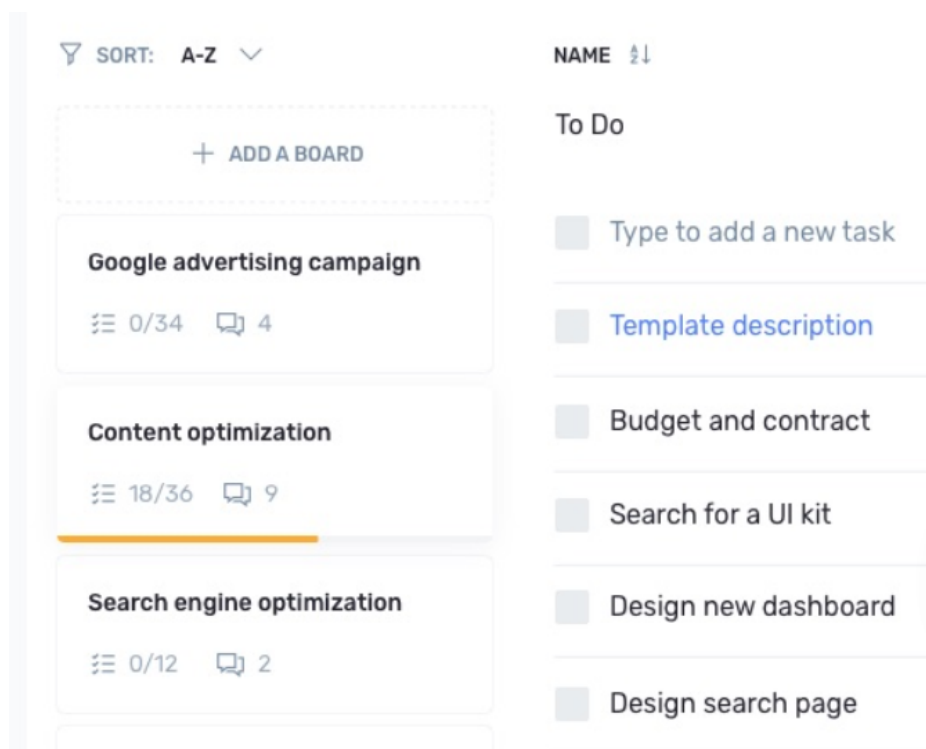 SORT: A-Z
ADD A BOARD
Google advertising campaign
0/34 4
Content optimization
18/36 9
Search engine optimization
0/12 2
NAME
To Do
Type to add a new task
Template description
Budget and contract
Search for a UI kit
Design new dashboard
Design search page